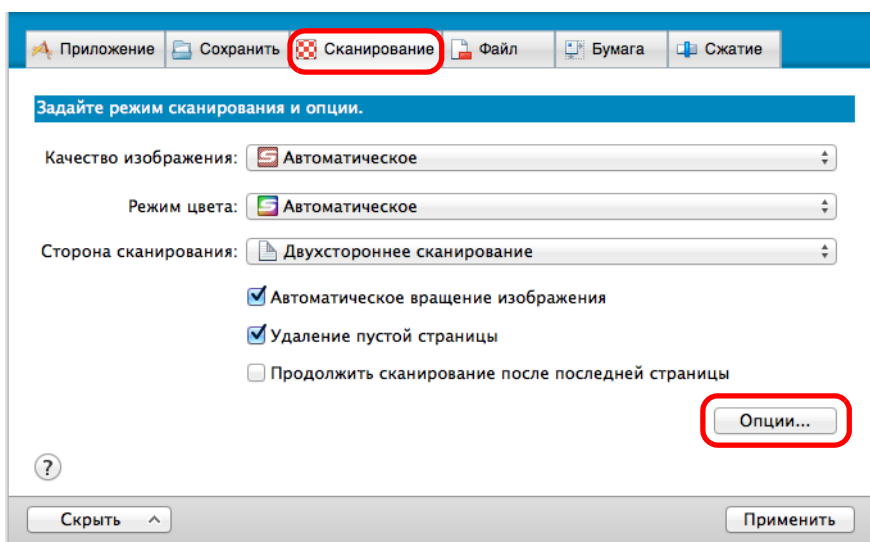 Приложение Сохранить Сканирование Файл Бумага Сжатие
Задайте режим сканирования и опции.
Качество изображения: Автоматическое
Режим цвета: Автоматическое
Сторона сканирования: Двухстороннее сканирование
Автоматическое вращение изображения
Удаление пустой страницы
Продолжить сканирование после последней страницы
Опции...
?
Скрыть Применить